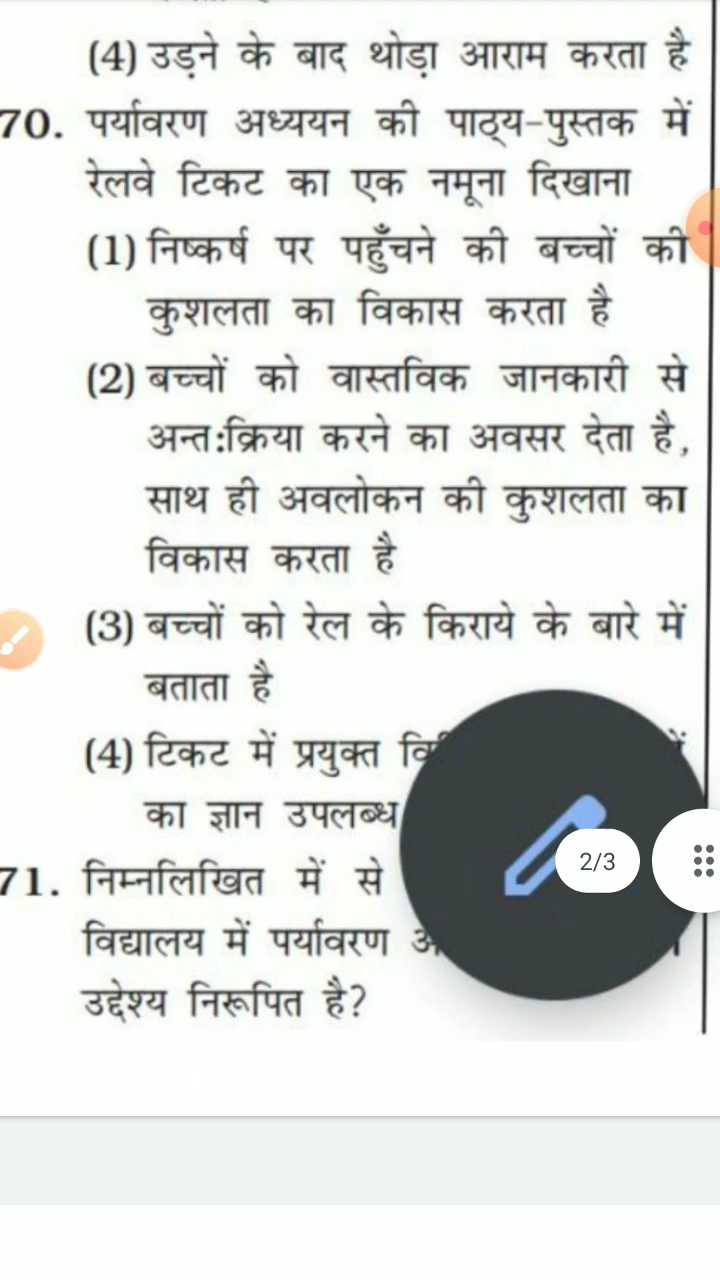 (4) उड़ने के बाद थोड़ा आराम करता है
70. पर्यावरण अध्ययन की पाठ्य-पुस्तक में
रेलवे टिकट का एक नमूना दिखाना
(1) निष्कर्ष पर पहुँचने की बच्चों की
कुशलता का विकास करता है
(2) बच्चों को वास्तविक जानकारी से
अन्तःक्रिया करने का अवसर देता है,
साथ ही अवलोकन की कुशलता का
विकास करता है
(3) बच्चों को रेल के किराये के बारे में
बताता है
(4) टिकट में प्रयुक्त
का ज्ञान उपलब्ध
71. निम्नलिखित में से
विद्यालय में पर्यावरण
2/3
उद्देश्य निरूपित है?